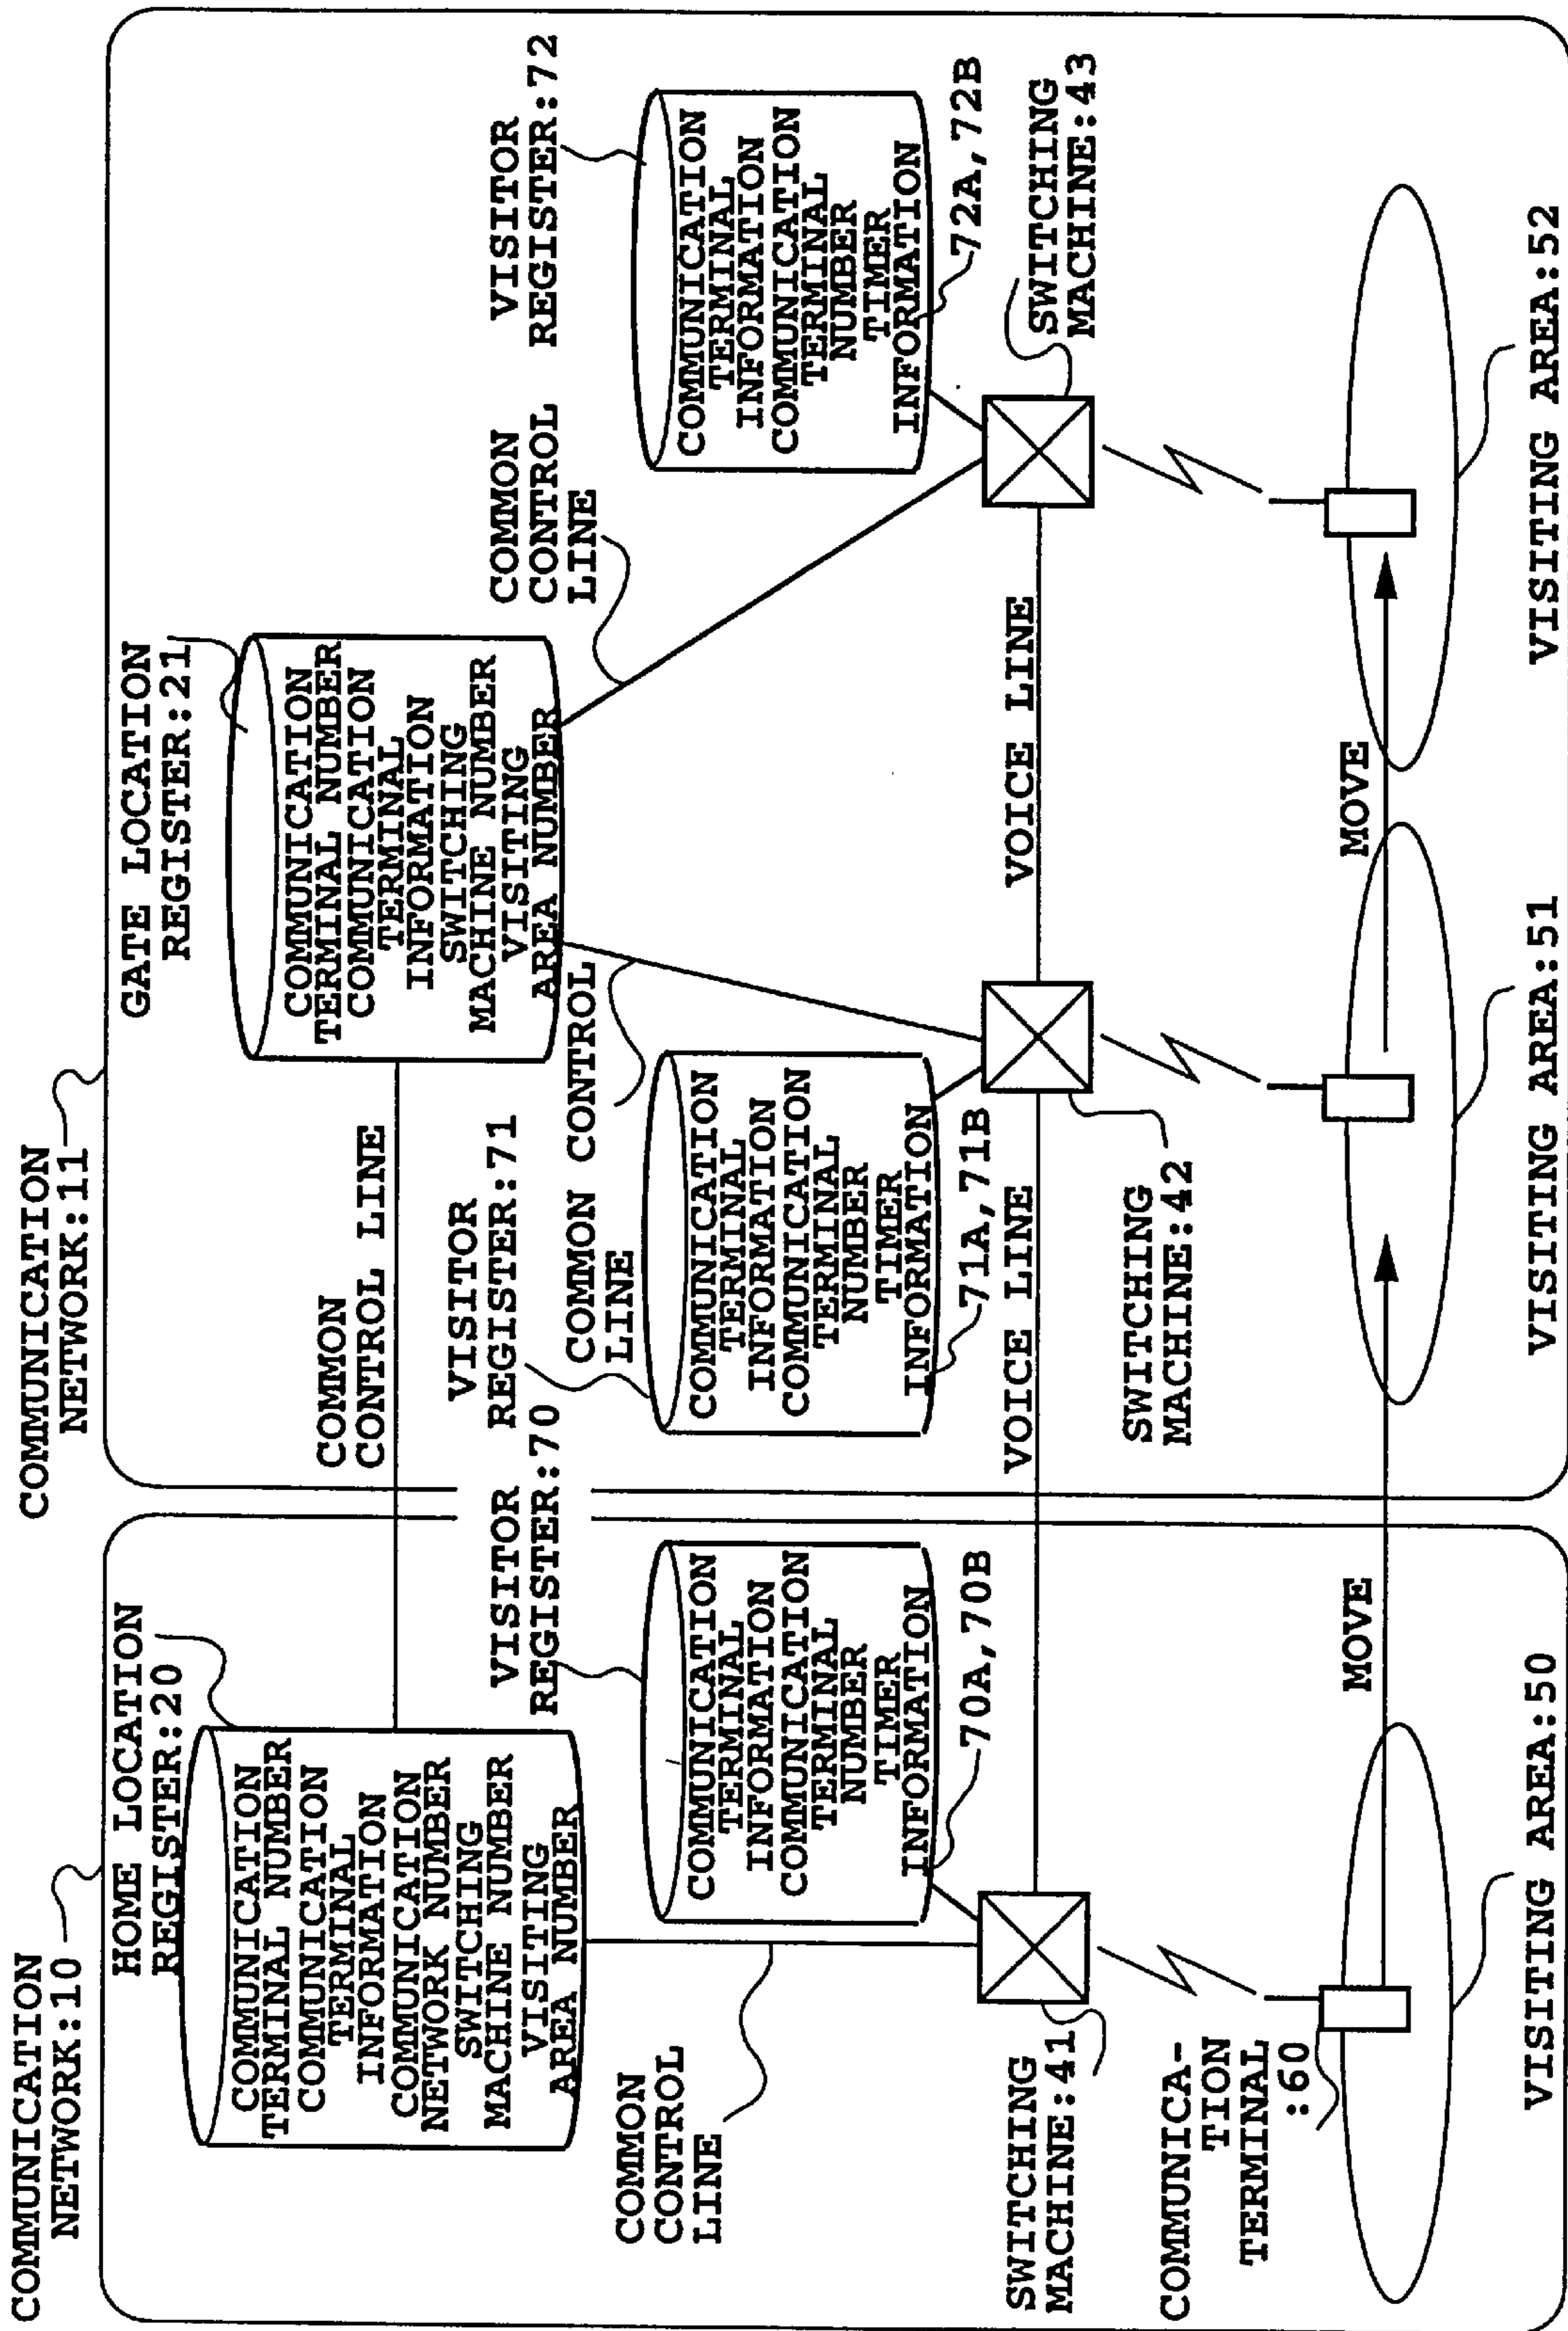 COMMUNICATION
NETWORK:10
HOME LOCATION
REGISTER:20
COMMUNICATION
TERMINAL NUMBER
COMMUNICATION
TERMINAL
INFORMATION
COMMUNICATION
NETWORK NUMBER
SWITCHING
MACHINE NUMBER
VISITING
AREA NUMBER
COMMON
CONTROL
LINE
VISITOR
REGISTER:70
COMMUNICATION
TERMINAL
INFORMATION
COMMUNICATION
TERMINAL
NUMBER
TIMER
INFORMATION
70A,70B
SWITCHING
MACHINE:41
COMMUNICA-
TION
TERMINAL
:60
MOVE
VISITING AREA:50
COMMUNICATION
NETWORK:11
COMMON
CONTROL LINE
GATE LOCATION
REGISTER:21
COMMUNICATION
TERMINAL NUMBER
COMMUNICATION
TERMINAL
INFORMATION
SWITCHING
MACHINE NUMBER
VISITING
AREA NUMBER
VISITOR
REGISTER:71
COMMON CONTROL
LINE
COMMUNICATION
TERMINAL
INFORMATION
COMMUNICATION
TERMINAL
NUMBER
TIMER
INFORMATION
71A,71B
VOICE LINE
SWITCHING
MACHINE:42
VISITING AREA:51
COMMON
CONTROL
LINE
VISITOR
REGISTER:72
COMMUNICATION
TERMINAL
INFORMATION
COMMUNICATION
TERMINAL
NUMBER
TIMER
INFORMATION
72A,72B
VOICE LINE
SWITCHING
MACHINE:43
MOVE
VISITING AREA:52